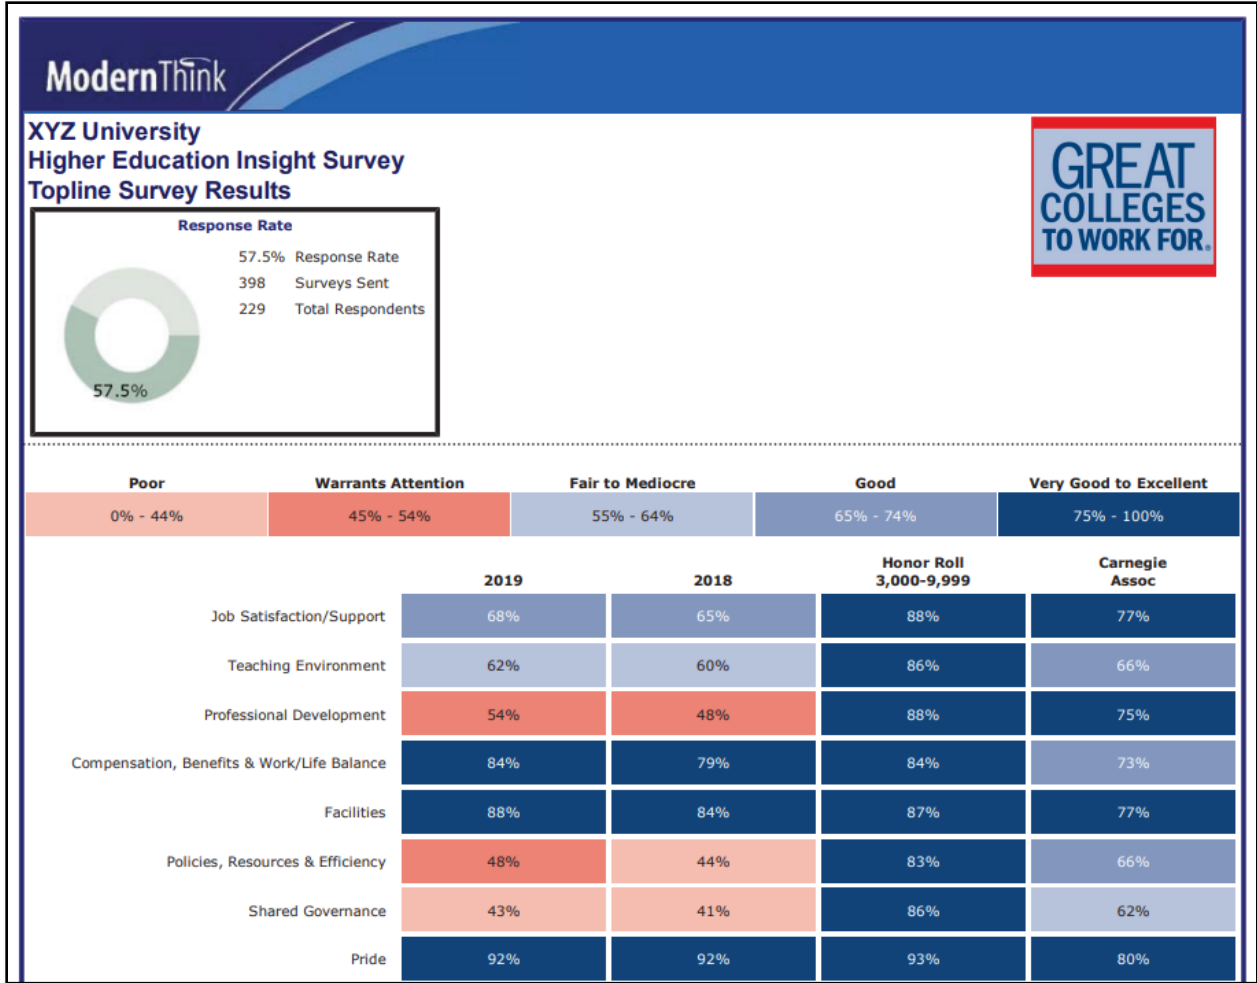 ModernThink
XYZ University
Higher Education Insight Survey
Topline Survey Results
GREAT
COLLEGES
TO WORK FOR®
Response Rate
57.5% Response Rate
398 Surveys Sent
229 Total Respondents
57.5%
Poor Warrants Attention Fair to Mediocre Good Very Good to Excellent
0% - 44% 45% - 54% 55% - 64% 65% - 74% 75% - 100%
Honor Roll Carnegie
2019 2018 3,000-9,999 Assoc
Job Satisfaction/Support 68% 65% 88% 77%
Teaching Environment 62% 60% 86% 66%
Professional Development 54% 48% 88% 75%
Compensation, Benefits & Work/Life Balance 84% 79% 84% 73%
Facilities 88% 84% 87% 77%
Policies, Resources & Efficiency 48% 44% 83% 66%
Shared Governance 43% 41% 86% 62%
Pride 92% 92% 93% 80%